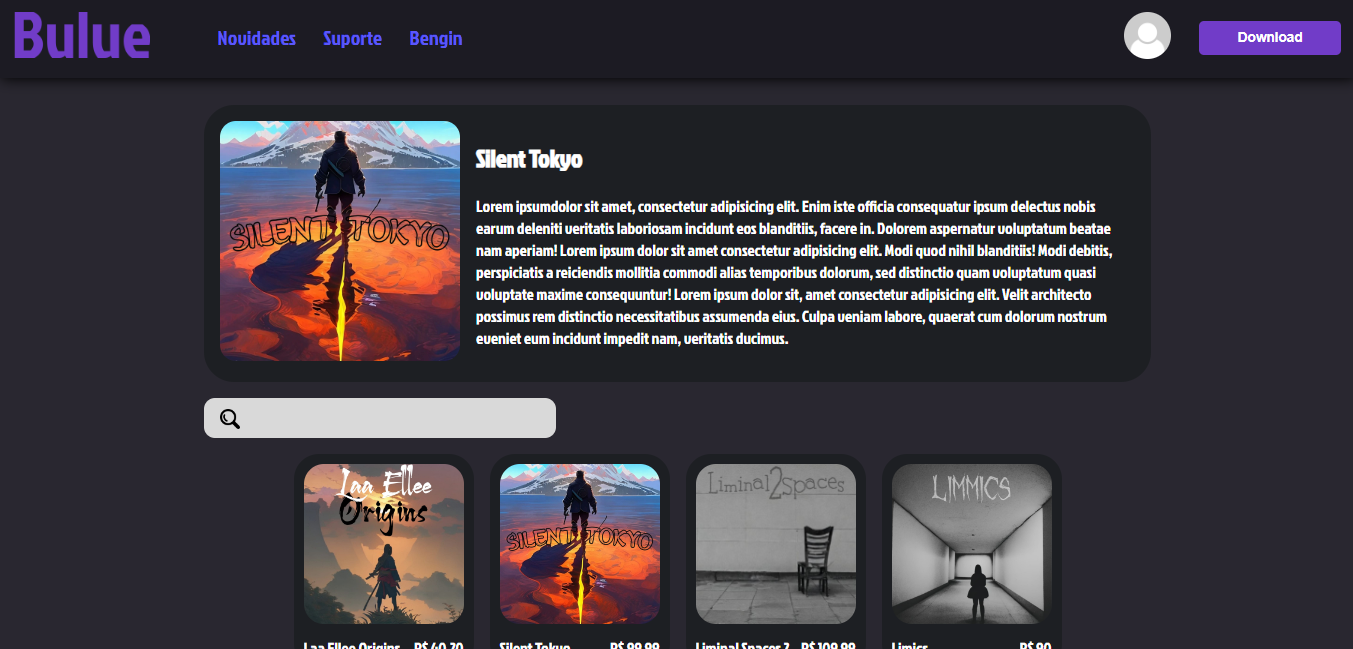 Bulue
Novidades Suporte Bengin
Download
Silent Tokyo
SILENT TOKYO
Lorem ipsumdolor sit amet, consectetur adipisicing elit. Enim iste officia consequatur ipsum delectus nobis
earum deleniti veritatis laboriosam incidunt eos blanditiis, facere in. Dolorem aspernatur voluptatum beatae
nam aperiam! Lorem ipsum dolor sit amet consectetur adipisicing elit. Modi quod nihil blanditiis! Modi debitis,
perspiciatis a reiciendis mollitia commodi alias temporibus dolorum, sed distinctio quam voluptatum quasi
voluptate maxime consequuntur! Lorem ipsum dolor sit, amet consectetur adipisicing elit. Velit architecto
possimus rem distinctio necessitatibus assumenda eius. Culpa veniam labore, quaerat cum dolorum nostrum
eveniet eum incidunt impedit nam, veritatis ducimus.
Laa Ellee
Origins
SILENT TOKYO
Liminal2Spaces
LIMMICS
Laa Ellee Origins R$ 40,70
Silent Tokyo R$ 99,99
Liminal Spaces 2 R$ 109,99
Limics R$ 90